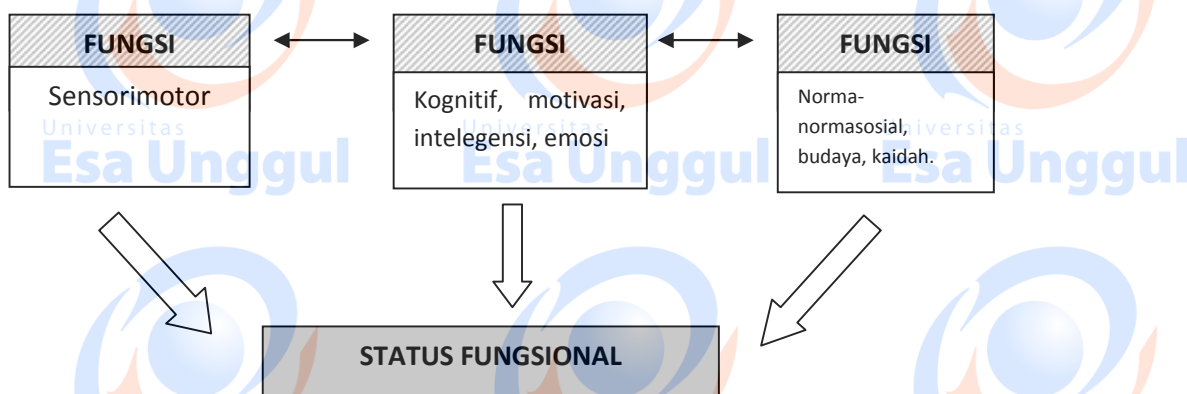 FUNGSI
Sensorimotor
FUNGSI
Kognitif, motivasi,
intelegensi, emosi
FUNGSI
Norma-
normasosial,
budaya, kaidah.
Universitas
Esa Unggul
Universitas
Esa Unggul
Universitas
Esa Unggul
STATUS FUNGSIONAL